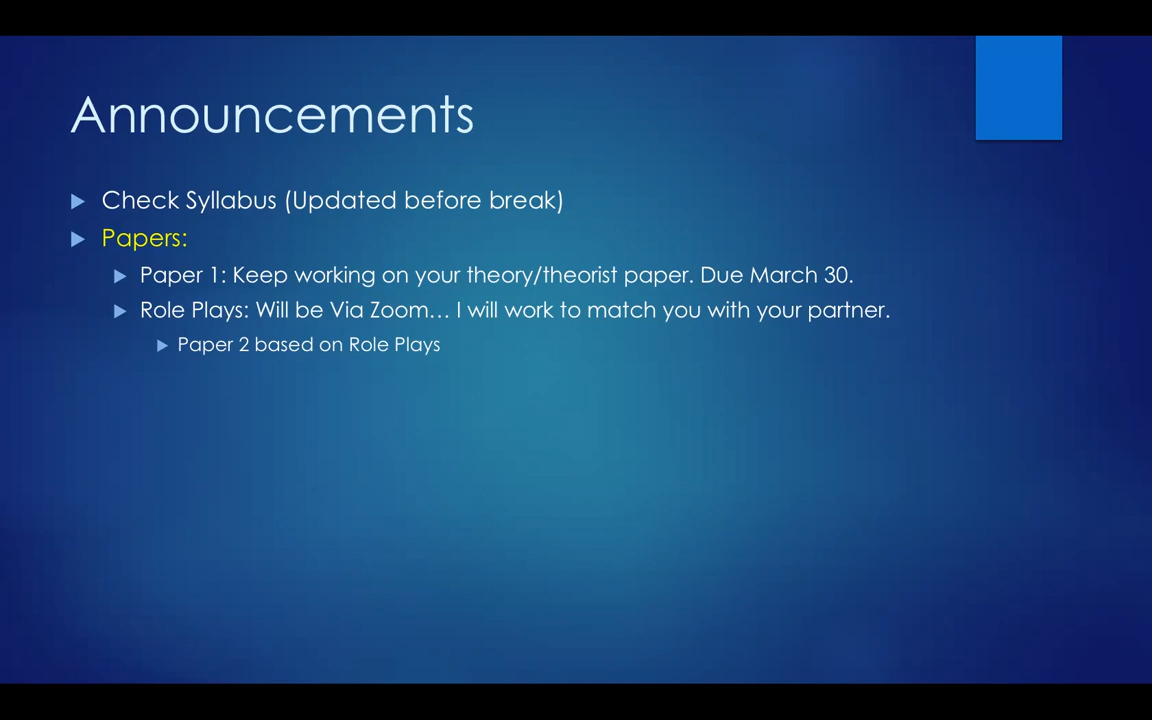 Announcements
Check Syllabus (Updated before break)
Papers:
Paper 1: Keep working on your theory/theorist paper. Due March 30.
Role Plays: Will be Via Zoom… I will work to match you with your partner.
Paper 2 based on Role Plays